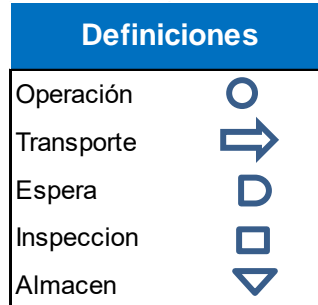 Definiciones
Operación
Transporte
Espera
Inspeccion
Almacen